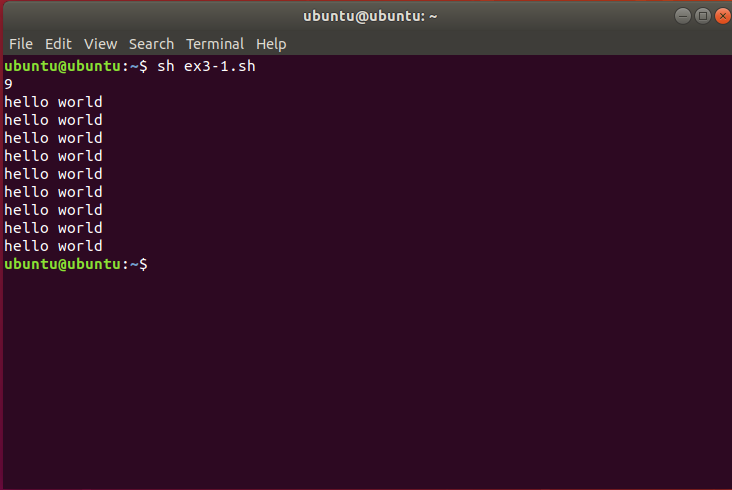 ubuntu@ubuntu: ~
File Edit View Search Terminal Help
ubuntu@ubuntu:~$ sh ex3-1.sh
9
hello world
hello world
hello world
hello world
hello world
hello world
hello world
hello world
hello world
ubuntu@ubuntu:~$